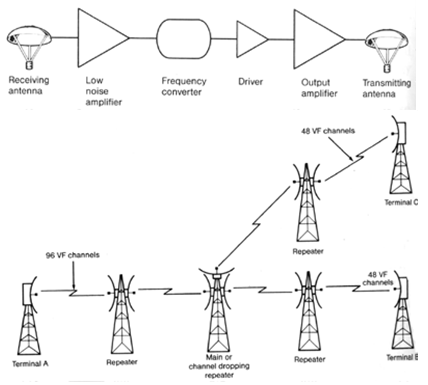 Receiving
antenna
Low
noise
amplifier
Frequency
converter
Driver
Output
amplifier
Transmitting
antenna
48 VF channels
Terminal C
Repeater
96 VF channels
48 VF
channels
Terminal A
Repeater
Main or
channel dropping
repeater
Repeater
Terminal B